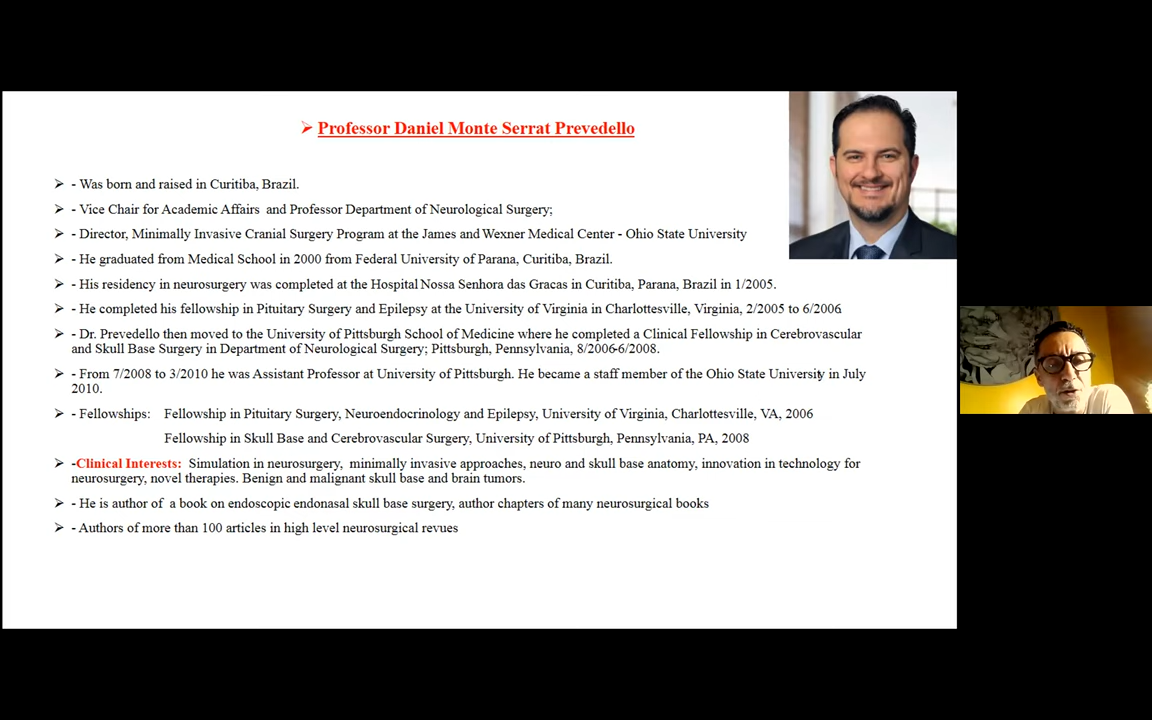 ➢ Professor Daniel Monte Serrat Prevedello
➢ - Was born and raised in Curitiba, Brazil.
➢ - Vice Chair for Academic Affairs and Professor Department of Neurological Surgery;
➢ - Director, Minimally Invasive Cranial Surgery Program at the James and Wexner Medical Center - Ohio State University
➢ - He graduated from Medical School in 2000 from Federal University of Parana, Curitiba, Brazil.
➢ - His residency in neurosurgery was completed at the Hospital Nossa Senhora das Gracas in Curitiba, Parana, Brazil in 1/2005.
➢ - He completed his fellowship in Pituitary Surgery and Epilepsy at the University of Virginia in Charlottesville, Virginia, 2/2005 to 6/2006.
➢ - Dr. Prevedello then moved to the University of Pittsburgh School of Medicine where he completed a Clinical Fellowship in Cerebrovascular
and Skull Base Surgery in Department of Neurological Surgery; Pittsburgh, Pennsylvania, 8/2006-6/2008.
➢ - From 7/2008 to 3/2010 he was Assistant Professor at University of Pittsburgh. He became a staff member of the Ohio State University in July
2010.
➢ - Fellowships: Fellowship in Pituitary Surgery, Neuroendocrinology and Epilepsy, University of Virginia, Charlottesville, VA, 2006
Fellowship in Skull Base and Cerebrovascular Surgery, University of Pittsburgh, Pennsylvania, PA, 2008
➢ -Clinical Interests: Simulation in neurosurgery, minimally invasive approaches, neuro and skull base anatomy, innovation in technology for
neurosurgery, novel therapies. Benign and malignant skull base and brain tumors.
➢ - He is author of a book on endoscopic endonasal skull base surgery, author chapters of many neurosurgical books
➢ - Authors of more than 100 articles in high level neurosurgical revues